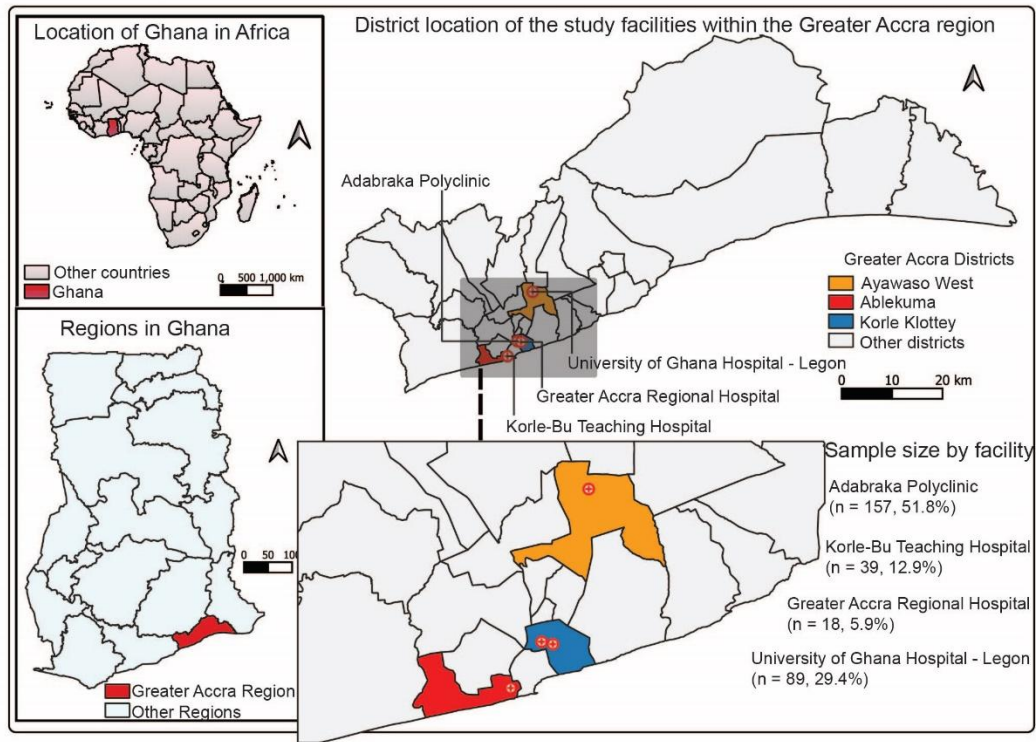 Location of Ghana in Africa
Other countries
Ghana
0 500 1,000 km
Regions in Ghana
0 50 100
Greater Accra Region
Other Regions
District location of the study facilities within the Greater Accra region
Adabraka Polyclinic
University of Ghana Hospital - Legon
Greater Accra Regional Hospital
Korle-Bu Teaching Hospital
Greater Accra Districts
Ayawaso West
Ablekuma
Korle Klottey
Other districts
0 10 20 km
Sample size by facility
Adabraka Polyclinic
(n = 157, 51.8%)
Korle-Bu Teaching Hospital
(n = 39, 12.9%)
Greater Accra Regional Hospital
(n = 18, 5.9%)
University of Ghana Hospital - Legon
(n = 89, 29.4%)